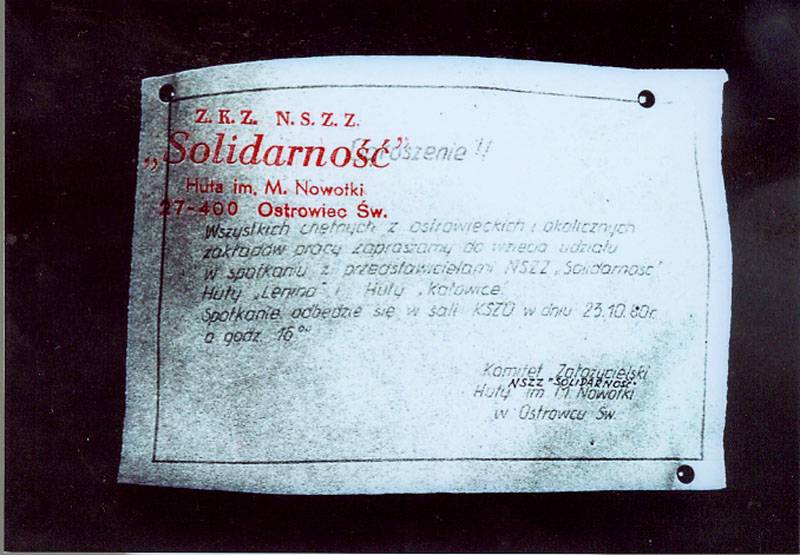 Z. K. Z. N. S. Z. Z.
„Solidarność”
Ogłoszenie !!
Huta im. M. Nowotki
27-400 Ostrowiec Św.
Wszystkich chętnych z ostrowieckich i okolicznych
zakładów pracy zapraszamy do wzięcia udziału
w spotkaniu z przedstawicielami NSZZ „Solidarność”
Huty „Lenina” i Huty „Katowice”
Spotkanie odbędzie się w sali KSZO w dniu 23.10.80r.
o godz. 16⁰⁰
Komitet Założycielski
NSZZ "SOLIDARNOŚĆ"
Huty im M. Nowotki
w Ostrowcu Św.